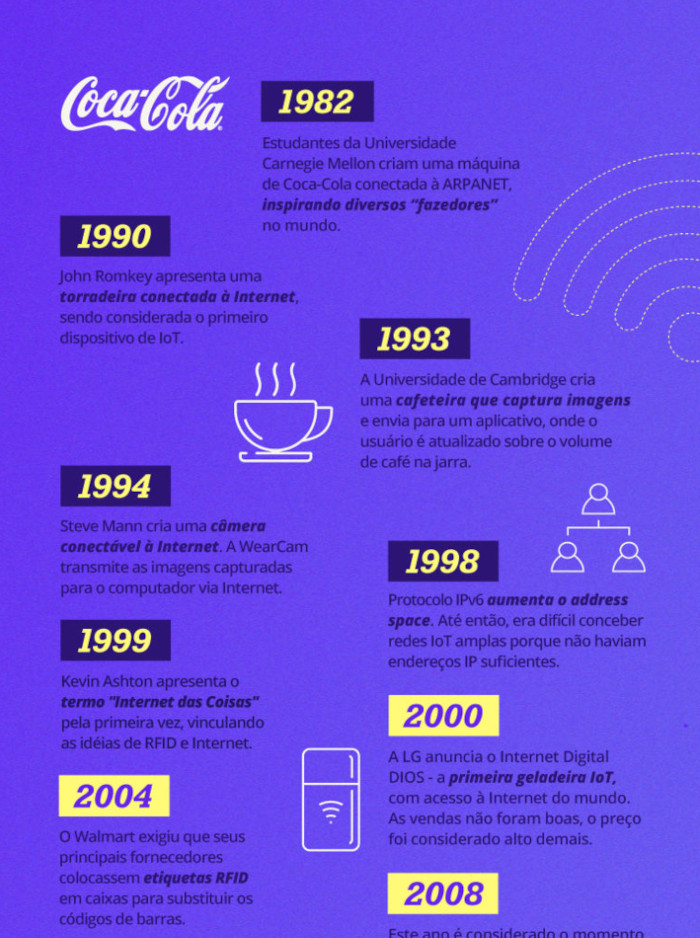 Coca-Cola
1982
Estudantes da Universidade
Carnegie Mellon criam uma máquina
de Coca-Cola conectada à ARPANET,
inspirando diversos “fazedores”
no mundo.
1990
John Romkey apresenta uma
torradeira conectada à Internet,
sendo considerada o primeiro
dispositivo de IoT.
1993
A Universidade de Cambridge cria
uma cafeteira que captura imagens
e envia para um aplicativo, onde o
usuário é atualizado sobre o volume
de café na jarra.
1994
Steve Mann cria uma câmera
conectável à Internet. A WearCam
transmite as imagens capturadas
para o computador via Internet.
1998
Protocolo IPv6 aumenta o address
space. Até então, era difícil conceber
redes IoT amplas porque não haviam
endereços IP suficientes.
1999
Kevin Ashton apresenta o
termo "Internet das Coisas"
pela primeira vez, vinculando
as idéias de RFID e Internet.
2000
A LG anuncia o Internet Digital
DIOS - a primeira geladeira IoT,
com acesso à Internet do mundo.
As vendas não foram boas, o preço
foi considerado alto demais.
2004
O Walmart exigiu que seus
principais fornecedores
colocassem etiquetas RFID
em caixas para substituir os
códigos de barras.
2008
Este ano é considerado o momento